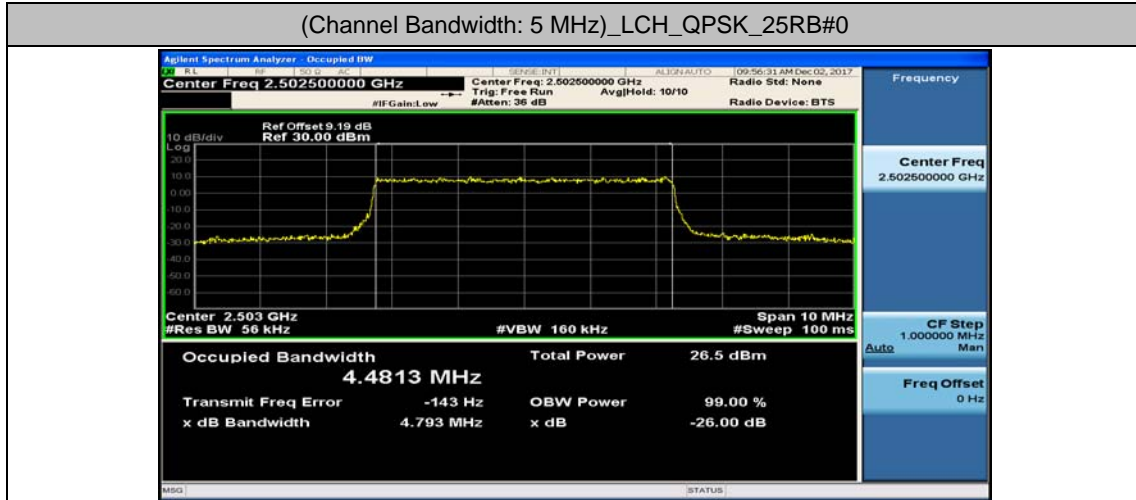 (Channel Bandwidth: 5 MHz)_LCH_QPSK_25RB#0
Agilent Spectrum Analyzer - Occupied BW
RL RF 50 Ω AC SENSE:INT ALIGN AUTO 09:56:31 AM Dec 02, 2017
Center Freq 2.502500000 GHz
Center Freq: 2.502500000 GHz
Radio Std: None
Trig: Free Run Avg|Hold: 10/10
#IFGain:Low #Atten: 36 dB Radio Device: BTS
Frequency
Ref Offset 9.19 dB
10 dB/div Ref 30.00 dBm
Log
20.0
10.0
0.00
-10.0
-20.0
-30.0
-40.0
-50.0
-60.0
Center 2.503 GHz Span 10 MHz
#Res BW 56 kHz #VBW 160 kHz #Sweep 100 ms
Center Freq
2.502500000 GHz
CF Step
1.000000 MHz
Auto Man
Freq Offset
0 Hz
Occupied Bandwidth Total Power 26.5 dBm
4.4813 MHz
Transmit Freq Error -143 Hz OBW Power 99.00 %
x dB Bandwidth 4.793 MHz x dB -26.00 dB
MSG STATUS